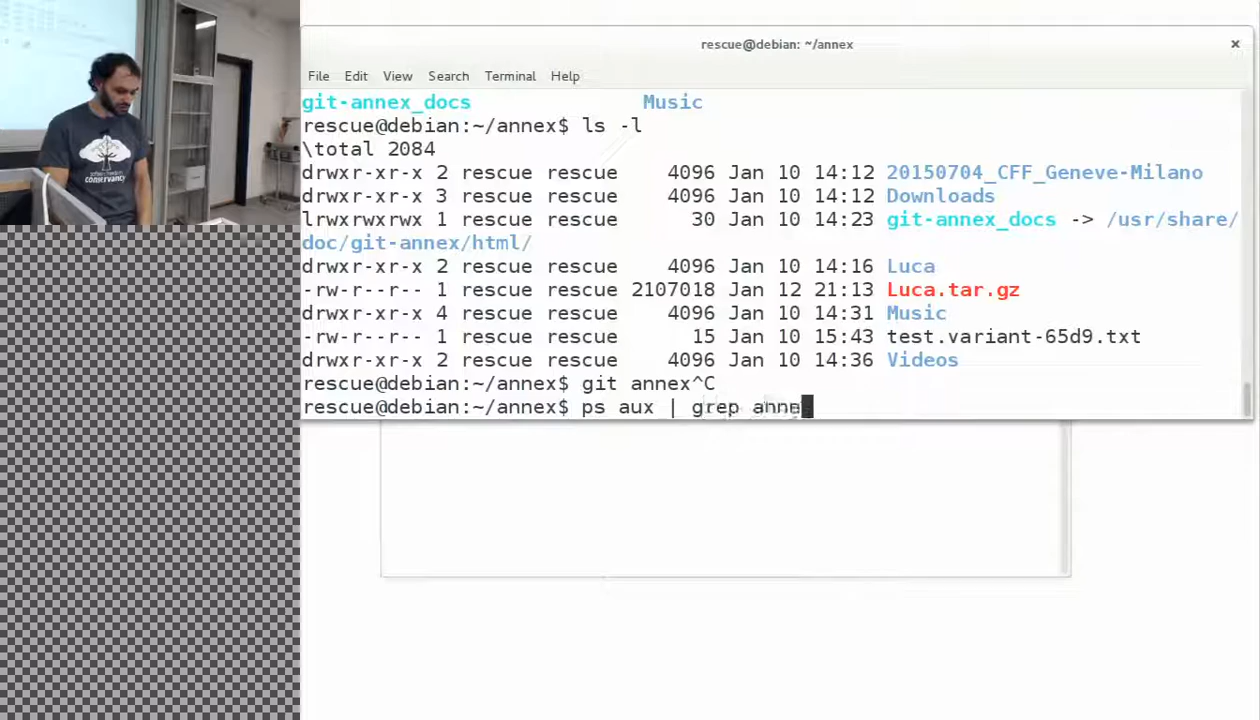 conservancy
rescue@debian: ~/annex
File Edit View Search Terminal Help
git-annex_docs Music
rescue@debian:~/annex$ ls -l
\total 2084
drwxr-xr-x 2 rescue rescue 4096 Jan 10 14:12 20150704_CFF_Geneve-Milano
drwxr-xr-x 3 rescue rescue 4096 Jan 10 14:12 Downloads
lrwxrwxrwx 1 rescue rescue 30 Jan 10 14:23 git-annex_docs -> /usr/share/
doc/git-annex/html/
drwxr-xr-x 2 rescue rescue 4096 Jan 10 14:16 Luca
-rw-r--r-- 1 rescue rescue 2107018 Jan 12 21:13 Luca.tar.gz
drwxr-xr-x 4 rescue rescue 4096 Jan 10 14:31 Music
-rw-r--r-- 1 rescue rescue 15 Jan 10 15:43 test.variant-65d9.txt
drwxr-xr-x 2 rescue rescue 4096 Jan 10 14:36 Videos
rescue@debian:~/annex$ git annex^C
rescue@debian:~/annex$ ps aux | grep anne